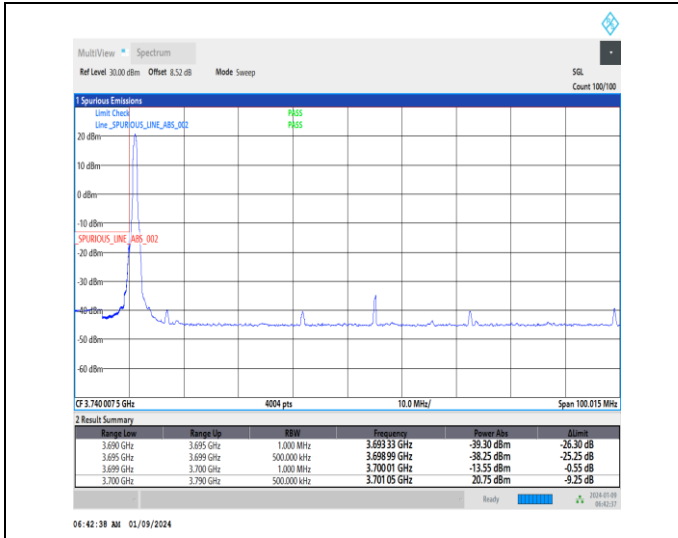 MultiView Spectrum
Ref Level 30.00 dBm Offset 8.52 dB Mode Sweep SGL
Count 100/100
1 Spurious Emissions
Limit Check PASS
Line _SPURIOUS_LINE_ABS_002 PASS
20 dBm
10 dBm
0 dBm
-10 dBm
_SPURIOUS_LINE_ABS_002
-20 dBm
-30 dBm
-40 dBm
-50 dBm
-60 dBm
CF 3.740 007 5 GHz 4004 pts 10.0 MHz/ Span 100.015 MHz
2 Result Summary
Range Low Range Up RBW Frequency Power Abs ΔLimit
3.690 GHz 3.695 GHz 1.000 MHz 3.693 33 GHz -39.30 dBm -26.30 dB
3.695 GHz 3.699 GHz 500.000 kHz 3.698 99 GHz -38.25 dBm -25.25 dB
3.699 GHz 3.700 GHz 1.000 MHz 3.700 01 GHz -13.55 dBm -0.55 dB
3.700 GHz 3.790 GHz 500.000 kHz 3.701 05 GHz 20.75 dBm -9.25 dB
Ready 2024-01-09
06:42:37
06:42:38 AM 01/09/2024